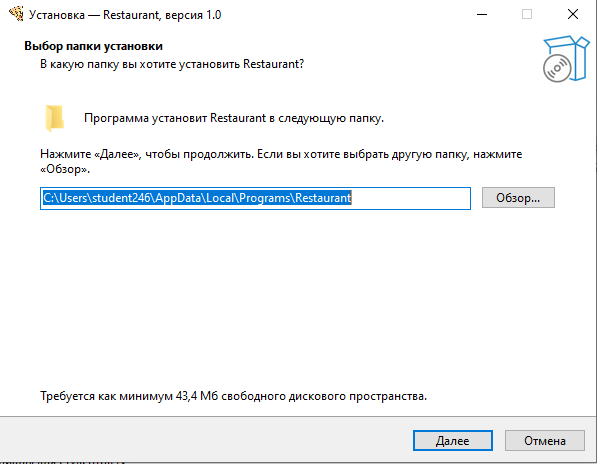 Установка — Restaurant, версия 1.0
Выбор папки установки
В какую папку вы хотите установить Restaurant?
Программа установит Restaurant в следующую папку.
Нажмите «Далее», чтобы продолжить. Если вы хотите выбрать другую папку, нажмите
«Обзор».
C:\Users\student246\AppData\Local\Programs\Restaurant
Обзор...
Требуется как минимум 43,4 Мб свободного дискового пространства.
Далее
Отмена